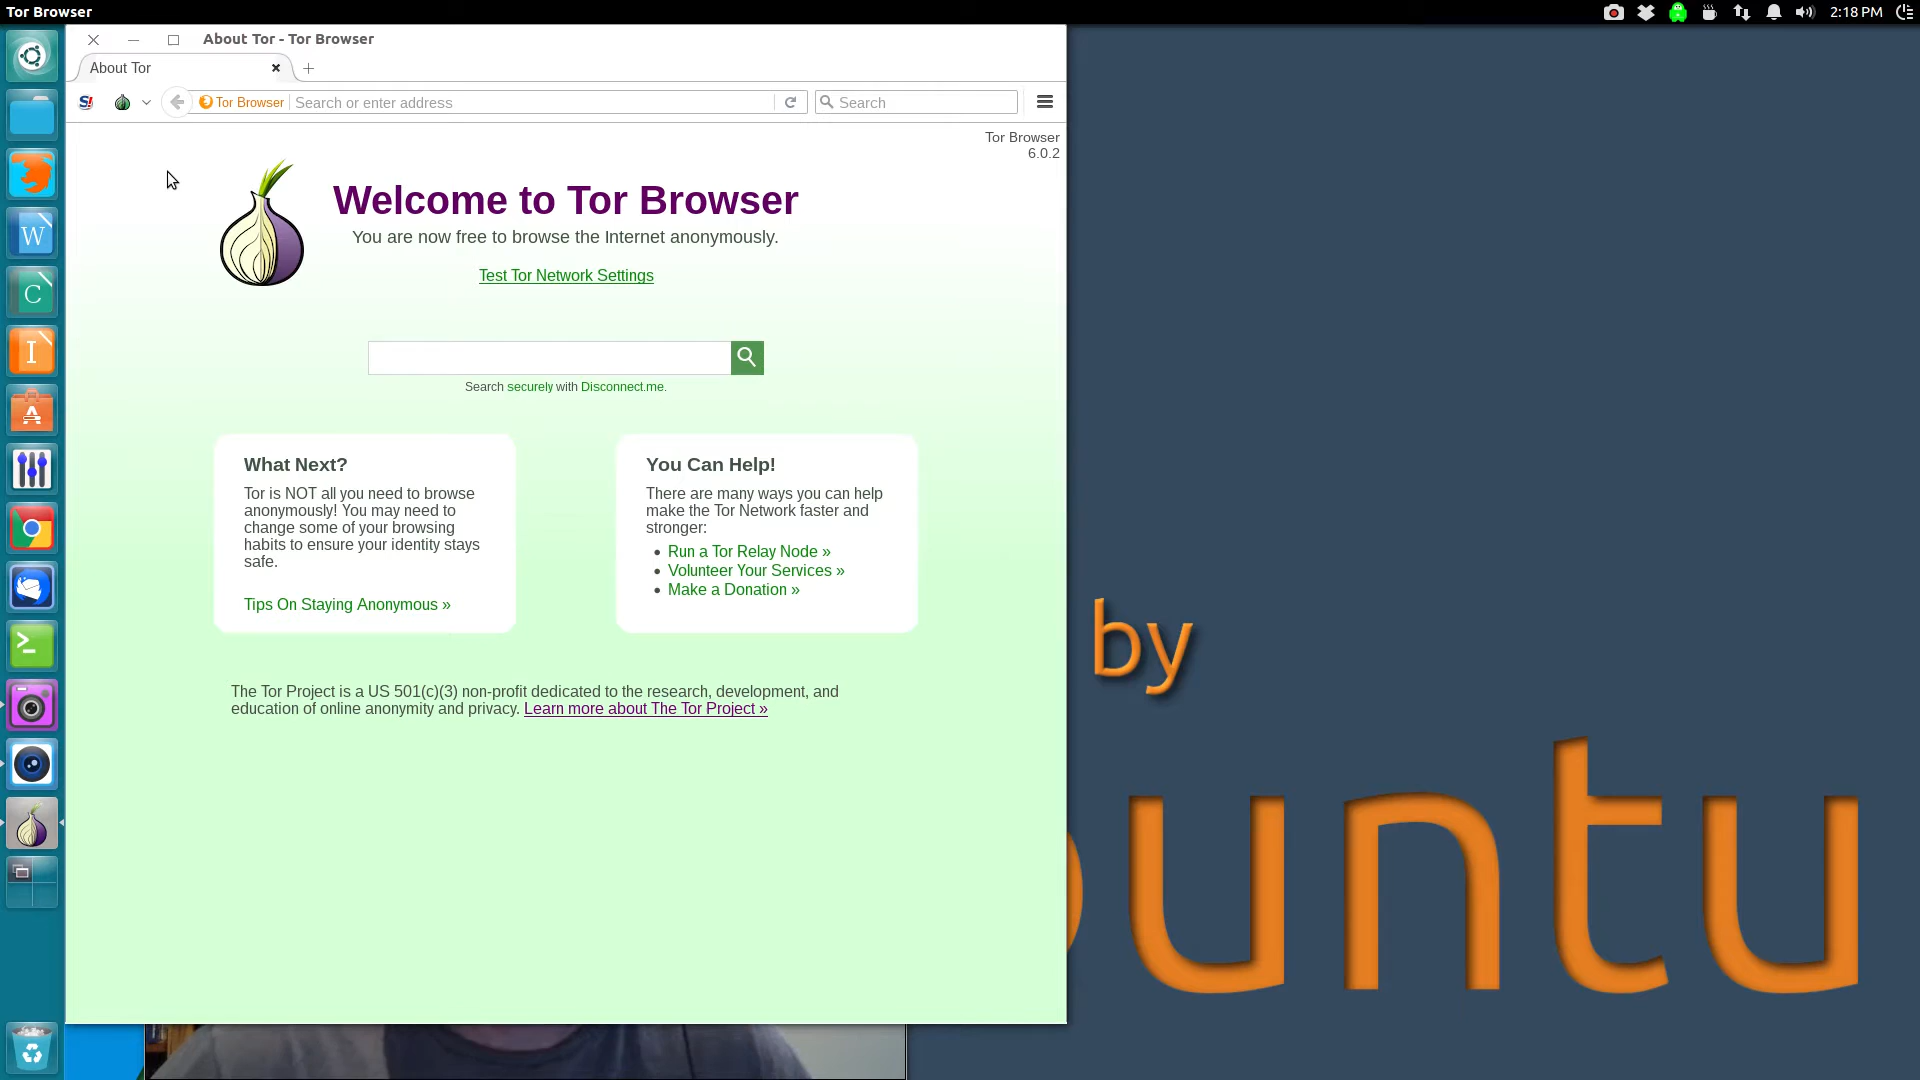 Tor Browser
2:18 PM
About Tor - Tor Browser
About Tor
S!
Tor Browser
Search or enter address
Search
Tor Browser
6.0.2
Welcome to Tor Browser
You are now free to browse the Internet anonymously.
Test Tor Network Settings
Search securely with Disconnect.me.
What Next?
Tor is NOT all you need to browse
anonymously! You may need to
change some of your browsing
habits to ensure your identity stays
safe.
Tips On Staying Anonymous »
You Can Help!
There are many ways you can help
make the Tor Network faster and
stronger:
Run a Tor Relay Node »
Volunteer Your Services »
Make a Donation »
The Tor Project is a US 501(c)(3) non-profit dedicated to the research, development, and
education of online anonymity and privacy. Learn more about The Tor Project »
W
C
I
A
>_
by
untu